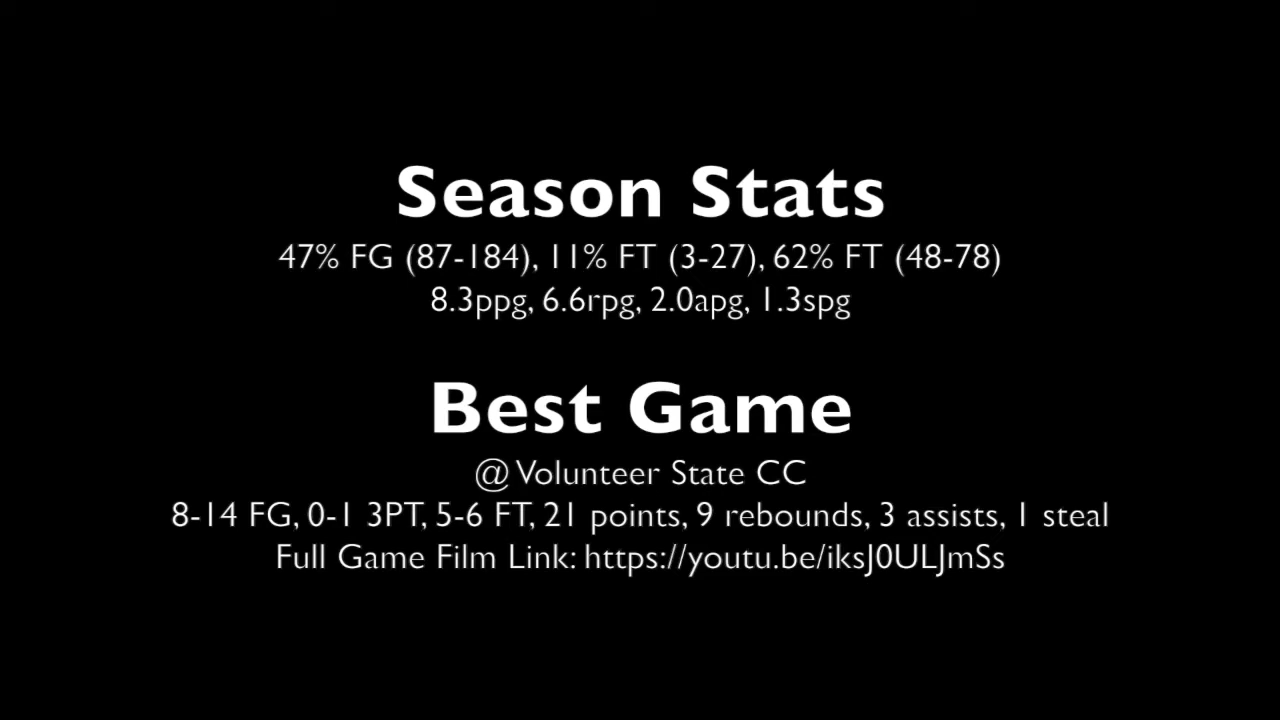 Season Stats
47% FG (87-184), 11% FT (3-27), 62% FT (48-78)
8.3ppg, 6.6rpg, 2.0apg, 1.3spg
Best Game
@ Volunteer State CC
8-14 FG, 0-1 3PT, 5-6 FT, 21 points, 9 rebounds, 3 assists, 1 steal
Full Game Film Link: https://youtu.be/iksJ0ULJmSs